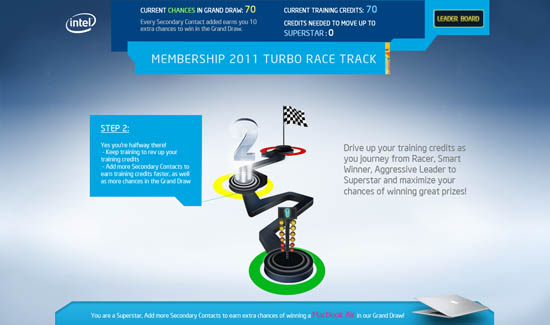 intel
CURRENT CHANCES IN GRAND DRAW: 70
Every Secondary Contact added earns you 10
extra chances to win in the Grand Draw.
CURRENT TRAINING CREDITS: 70
CREDITS NEEDED TO MOVE UP TO
SUPERSTAR : 0
LEADER BOARD
MEMBERSHIP 2011 TURBO RACE TRACK
STEP 2:
Yes you're halfway there!
- Keep training to rev up your
training credits
- Add more Secondary Contacts to
earn training credits faster, as well
as more chances in the Grand Draw
2
Drive up your training credits as
you journey from Racer, Smart
Winner, Aggressive Leader to
Superstar and maximize your
chances of winning great prizes!
You are a Superstar, Add more Secondary Contacts to earn extra chances of winning a MacBook Air in our Grand Draw!